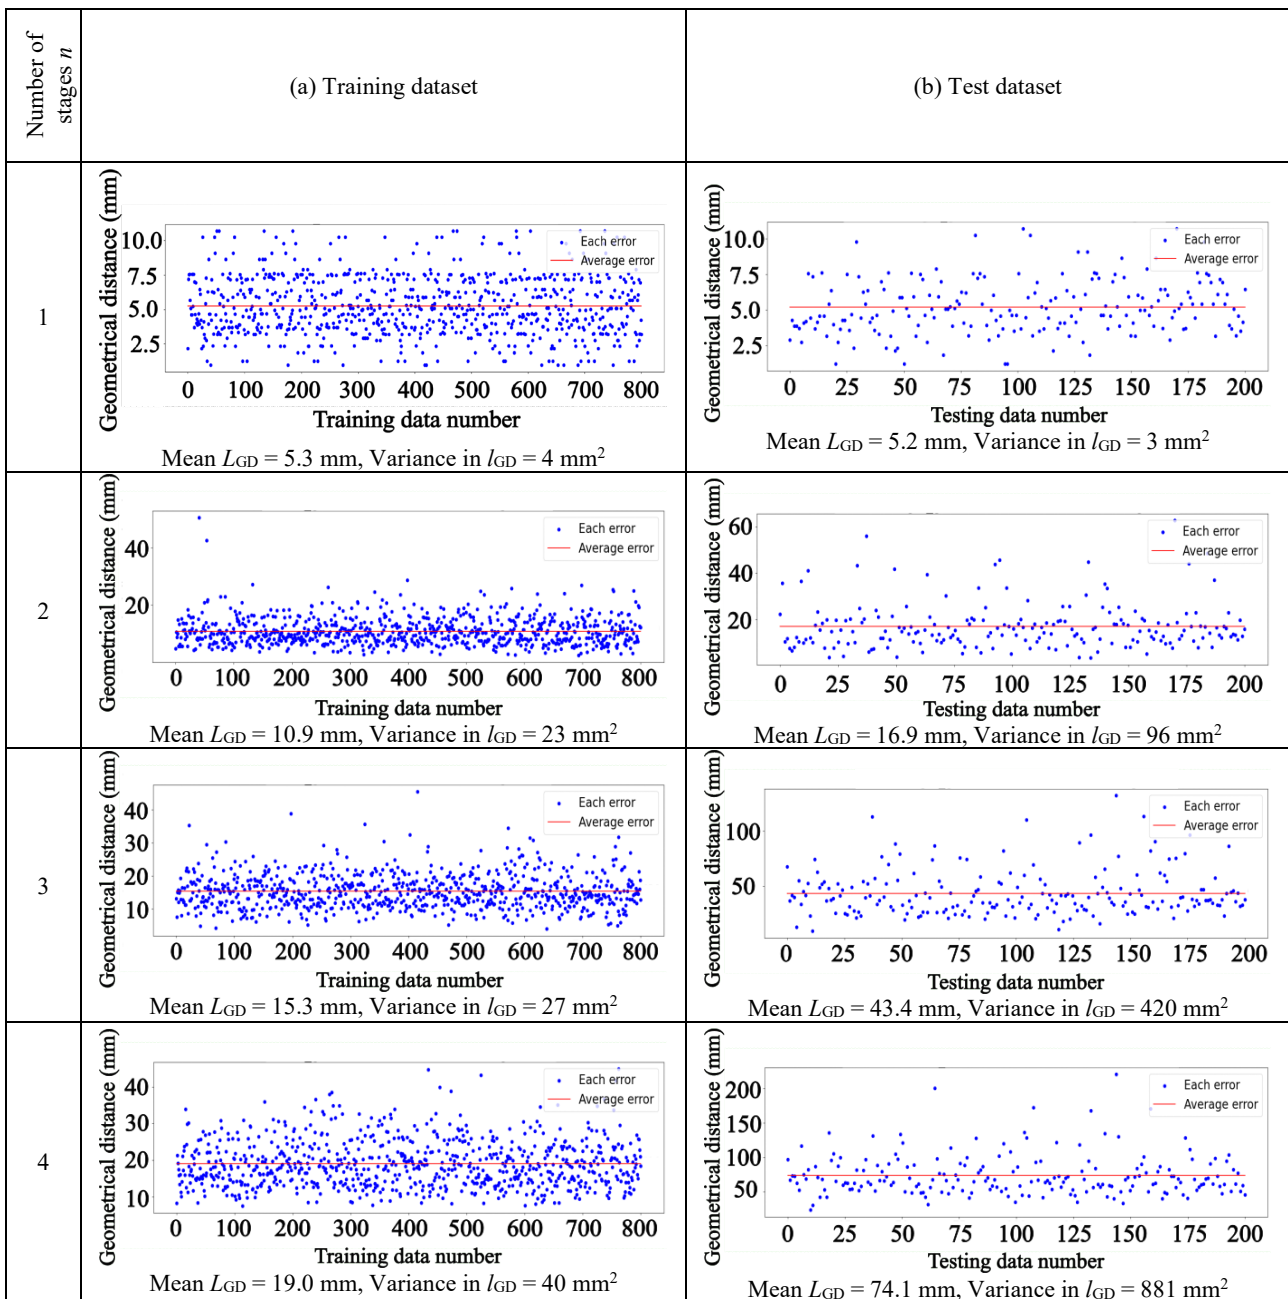 Number of
stages n
(a) Training dataset
(b) Test dataset
1
Geometrical distance (mm)
10.0
7.5
5.0
2.5
Each error
Average error
0 100 200 300 400 500 600 700 800
Training data number
Mean LGD = 5.3 mm, Variance in lGD = 4 mm²
Geometrical distance (mm)
10.0
7.5
5.0
2.5
Each error
Average error
0 25 50 75 100 125 150 175 200
Testing data number
Mean LGD = 5.2 mm, Variance in lGD = 3 mm²
2
Geometrical distance (mm)
40
20
Each error
Average error
0 100 200 300 400 500 600 700 800
Training data number
Mean LGD = 10.9 mm, Variance in lGD = 23 mm²
Geometrical distance (mm)
60
40
20
Each error
Average error
0 25 50 75 100 125 150 175 200
Testing data number
Mean LGD = 16.9 mm, Variance in lGD = 96 mm²
3
Geometrical distance (mm)
40
30
20
10
Each error
Average error
0 100 200 300 400 500 600 700 800
Training data number
Mean LGD = 15.3 mm, Variance in lGD = 27 mm²
Geometrical distance (mm)
100
50
Each error
Average error
0 25 50 75 100 125 150 175 200
Testing data number
Mean LGD = 43.4 mm, Variance in lGD = 420 mm²
4
Geometrical distance (mm)
40
30
20
10
Each error
Average error
0 100 200 300 400 500 600 700 800
Training data number
Mean LGD = 19.0 mm, Variance in lGD = 40 mm²
Geometrical distance (mm)
200
150
100
50
Each error
Average error
0 25 50 75 100 125 150 175 200
Testing data number
Mean LGD = 74.1 mm, Variance in lGD = 881 mm²